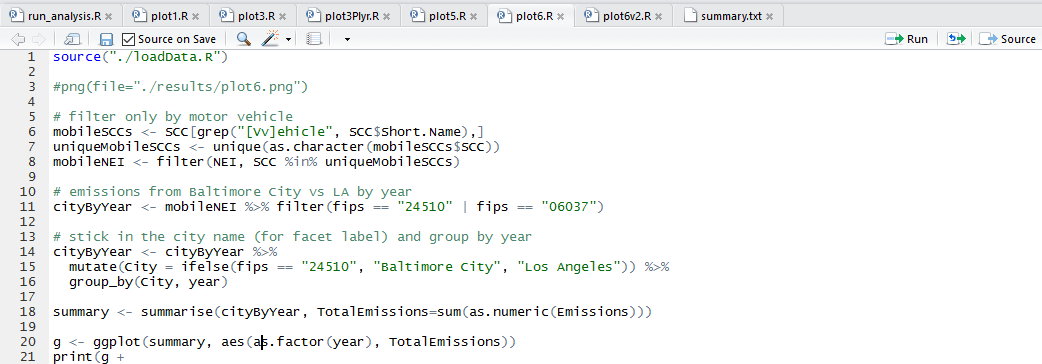 run_analysis.R × plot1.R × plot3.R × plot3Plyr.R × plot5.R × plot6.R × plot6v2.R × summary.txt ×
Source on Save Run Source
1 source("./loadData.R")
2
3 #png(file="./results/plot6.png")
4
5 # filter only by motor vehicle
6 mobileSCCs <- SCC[grep("[Vv]ehicle", SCC$Short.Name),]
7 uniqueMobileSCCs <- unique(as.character(mobileSCCs$SCC))
8 mobileNEI <- filter(NEI, SCC %in% uniqueMobileSCCs)
9
10 # emissions from Baltimore City vs LA by year
11 cityByYear <- mobileNEI %>% filter(fips == "24510" | fips == "06037")
12
13 # stick in the city name (for facet label) and group by year
14 cityByYear <- cityByYear %>%
15 mutate(City = ifelse(fips == "24510", "Baltimore City", "Los Angeles")) %>%
16 group_by(City, year)
17
18 summary <- summarise(cityByYear, TotalEmissions=sum(as.numeric(Emissions)))
19
20 g <- ggplot(summary, aes(as.factor(year), TotalEmissions))
21 print(g +